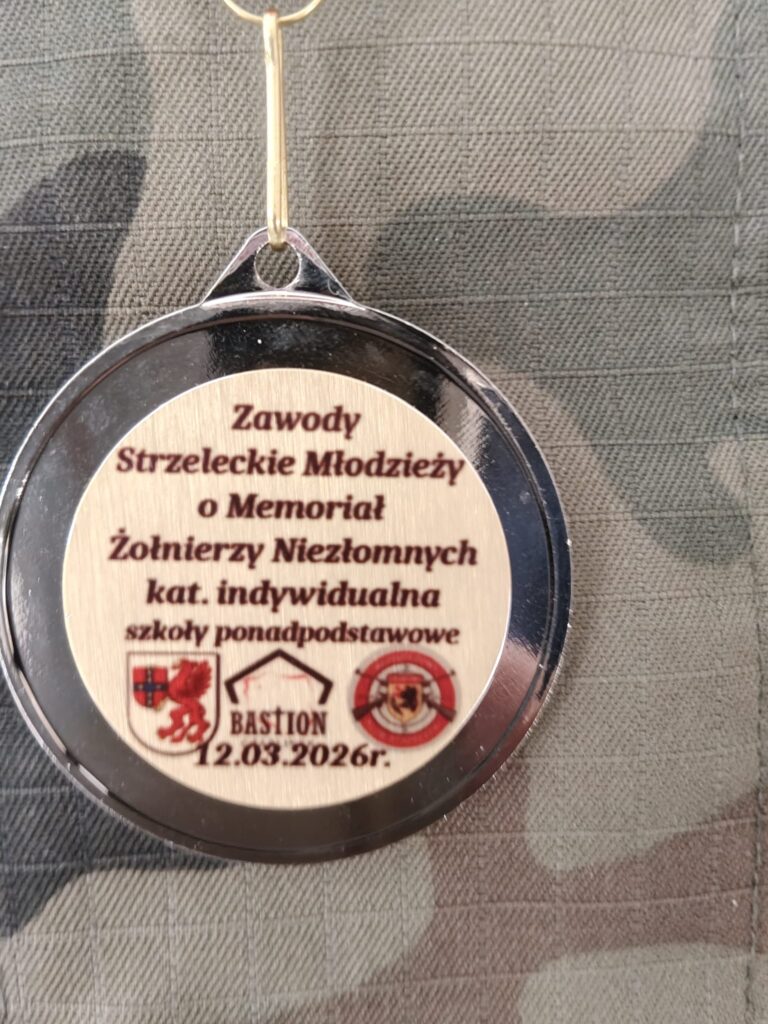 Zawody
Strzeleckie Młodzieży
o Memoriał
Żołnierzy Niezłomnych
kat. indywidualna
szkoły ponadpodstawowe
BASTION
12.03.2026r.